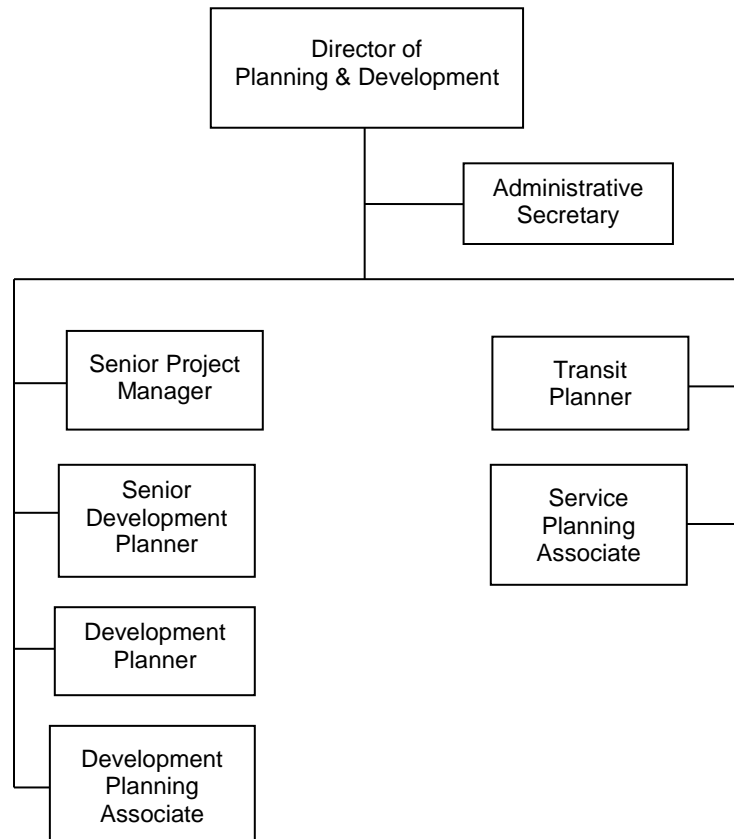 Director of
Planning & Development
Administrative
Secretary
Senior Project
Manager
Transit
Planner
Senior
Development
Planner
Service
Planning
Associate
Development
Planner
Development
Planning
Associate